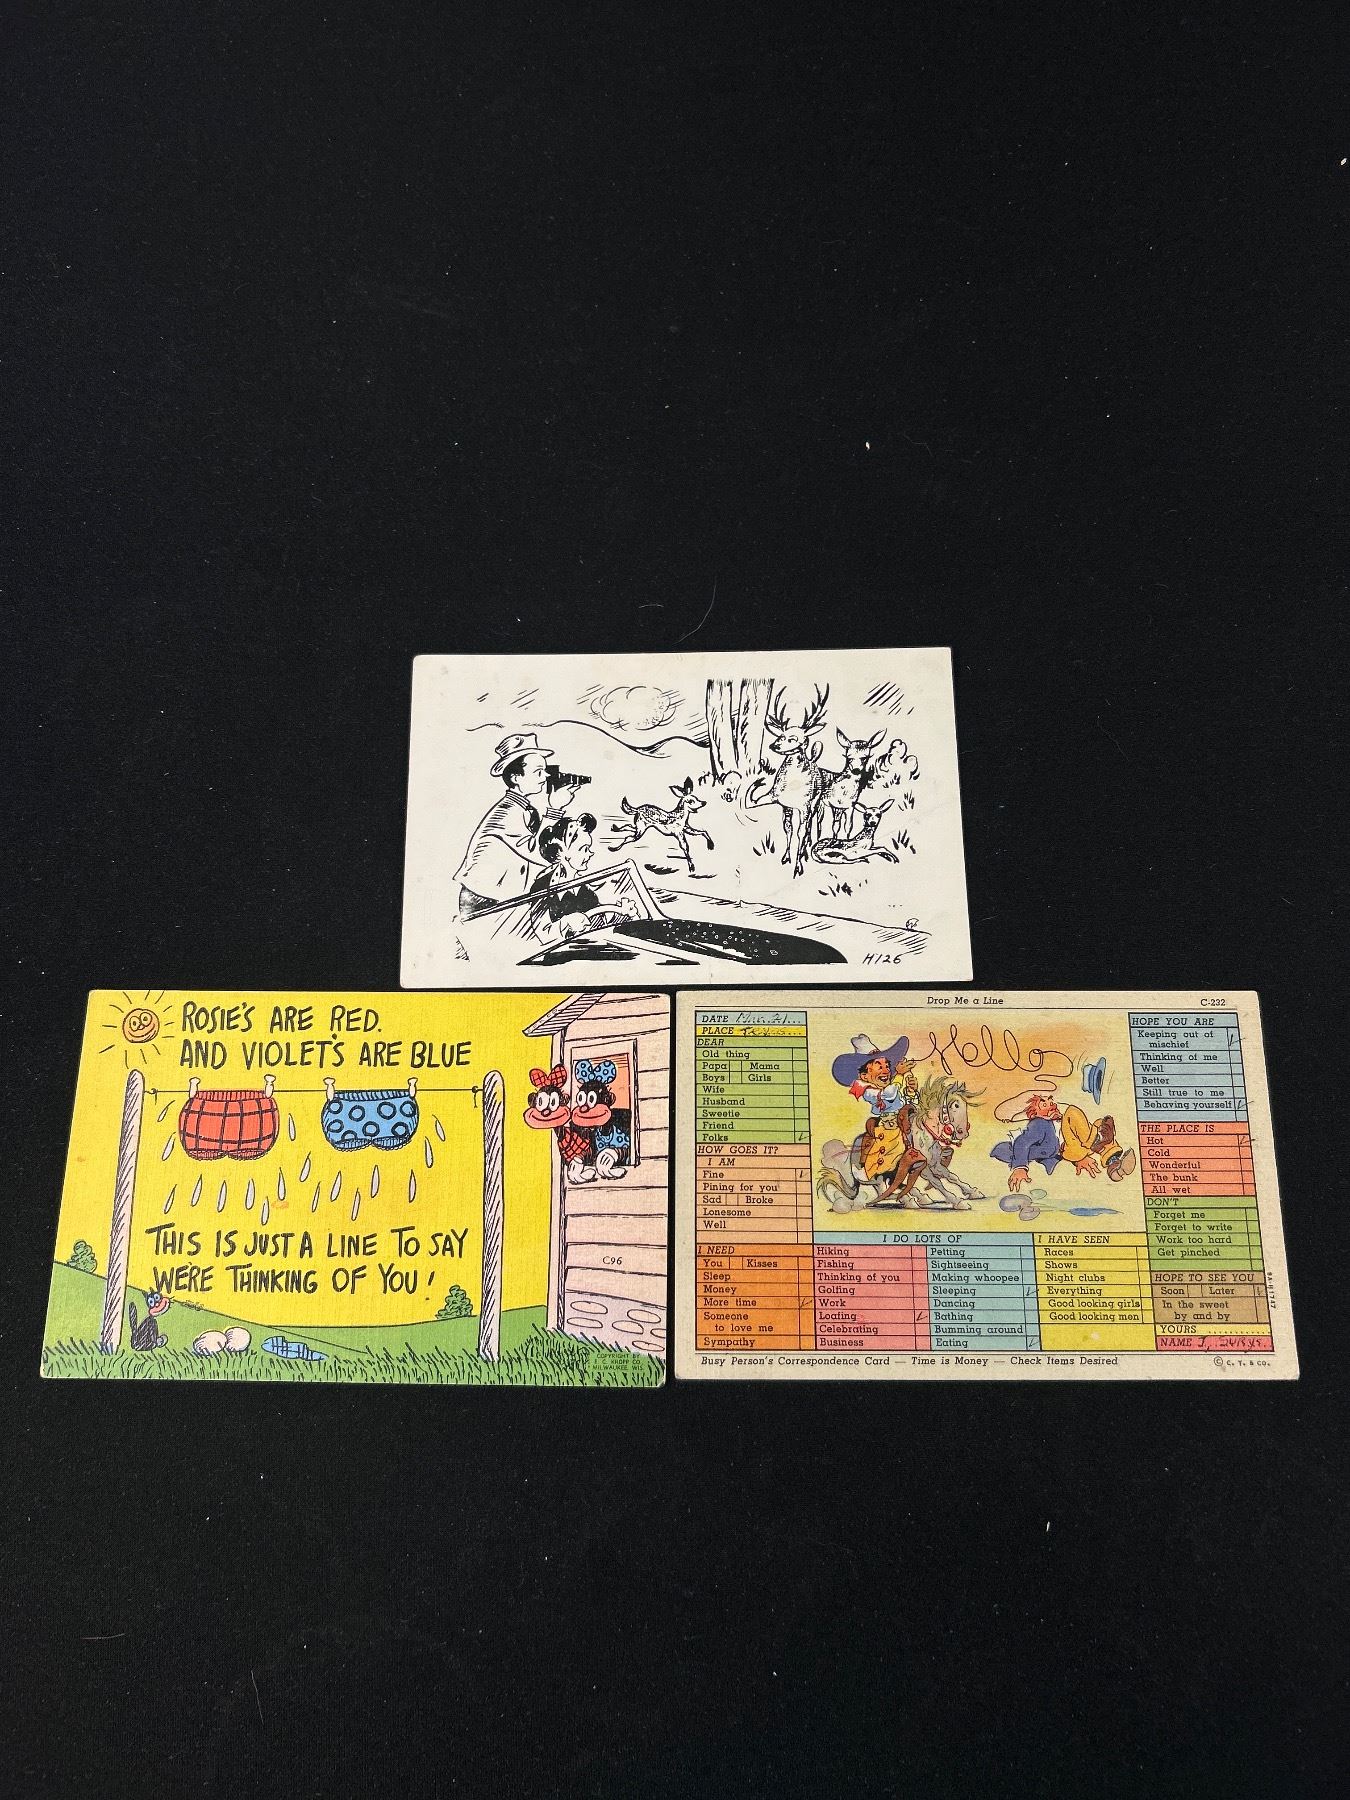 H126
ROSIE'S ARE RED.
AND VIOLET'S ARE BLUE
THIS IS JUST A LINE TO SAY
WE'RE THINKING OF YOU!
C96
COPYRIGHT BY
E. C. KROPP CO.
MILWAUKEE WIS.
Drop Me a Line
C-232
DATE
PLACE
DEAR
Old thing
Papa Mama
Boys Girls
Wife
Husband
Sweetie
Friend
Folks
HOW GOES IT?
I AM
Fine
Pining for you
Sad Broke
Lonesome
Well
I NEED
You Kisses
Sleep
Money
More time
Someone
to love me
Sympathy
Hello
I DO LOTS OF
Hiking
Fishing
Thinking of you
Golfing
Work
Loafing
Celebrating
Business
Petting
Sightseeing
Making whoopee
Sleeping
Dancing
Bathing
Bumming around
Eating
I HAVE SEEN
Races
Shows
Night clubs
Everything
Good looking girls
Good looking men
HOPE YOU ARE
Keeping out of
mischief
Thinking of me
Well
Better
Still true to me
Behaving yourself
THE PLACE IS
Hot
Cold
Wonderful
The bunk
All wet
DON'T
Forget me
Forget to write
Work too hard
Get pinched
HOPE TO SEE YOU
Soon Later
In the sweet
by and by
YOURS
NAME
Busy Person's Correspondence Card — Time is Money — Check Items Desired
© C. T. & CO.